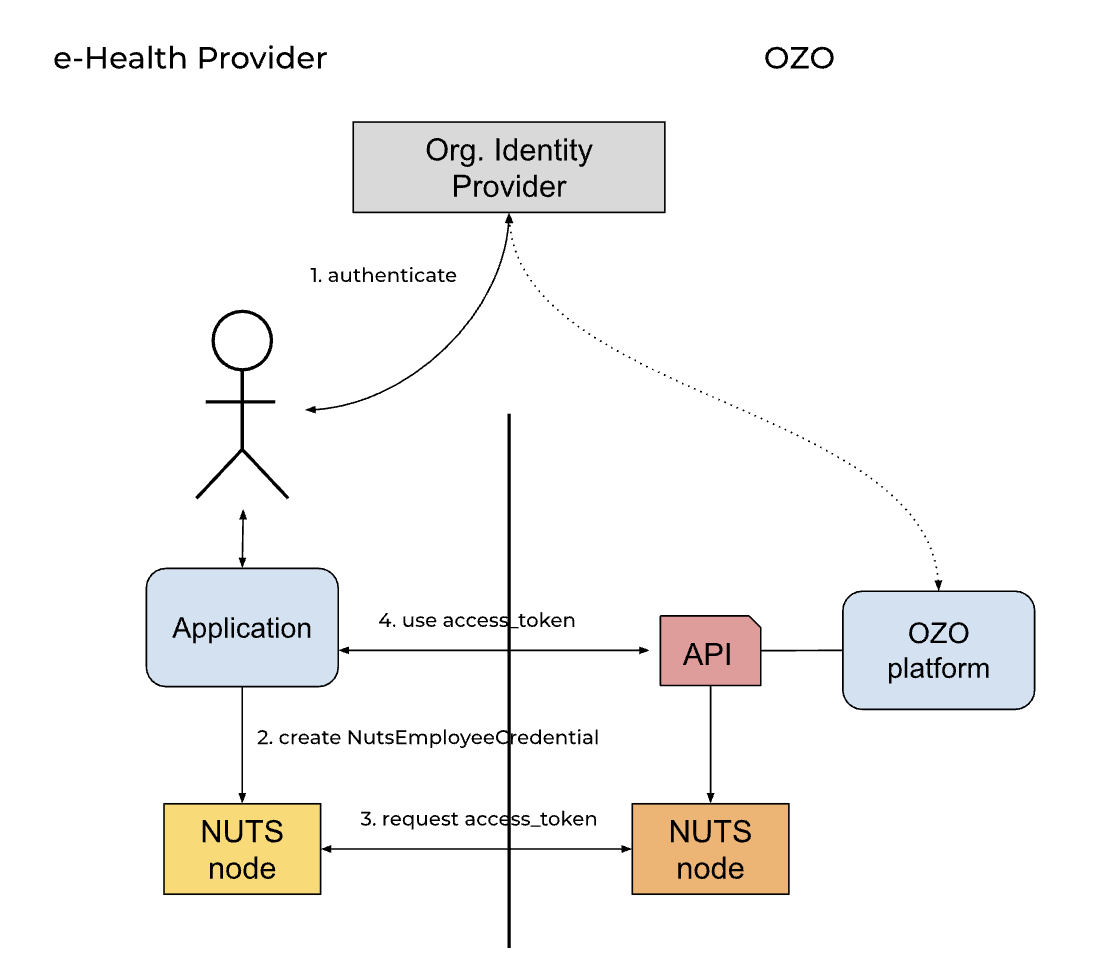 e-Health Provider
OZO
Org. Identity
Provider
1. authenticate
Application
4. use access_token
API
OZO
platform
2. create NutsEmployeeCredential
NUTS
node
3. request access_token
NUTS
node